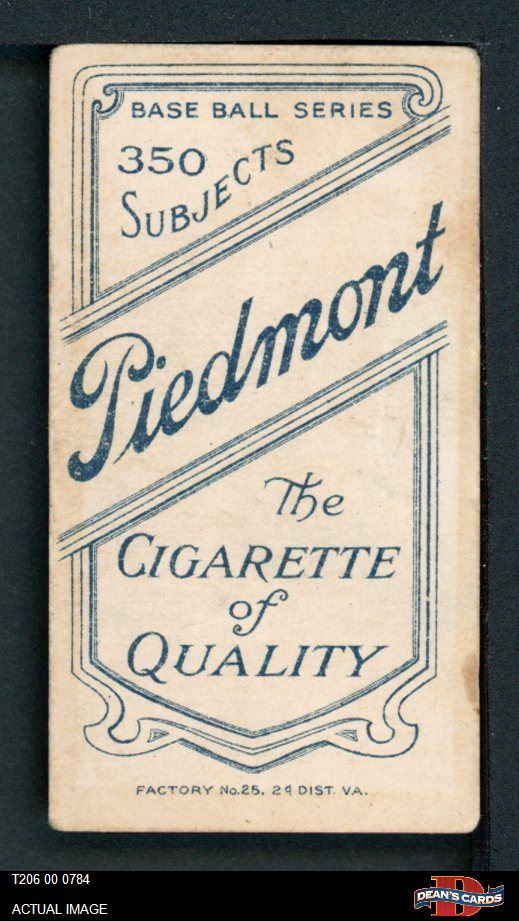 BASE BALL SERIES
350
SUBJECTS
Piedmont
The
CIGARETTE
of
QUALITY
FACTORY No.25. 2d DIST. VA.
T206 00 0784
ACTUAL IMAGE
D
DEAN'S CARDS